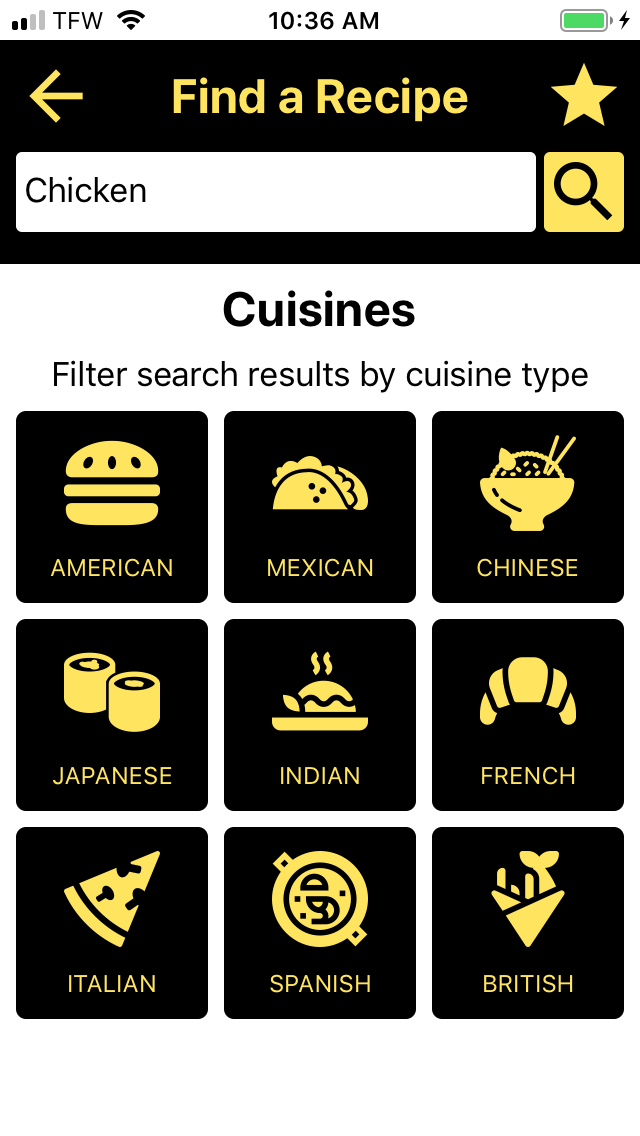 TFW 10:36 AM
Find a Recipe
Chicken
Cuisines
Filter search results by cuisine type
AMERICAN MEXICAN CHINESE
JAPANESE INDIAN FRENCH
ITALIAN SPANISH BRITISH